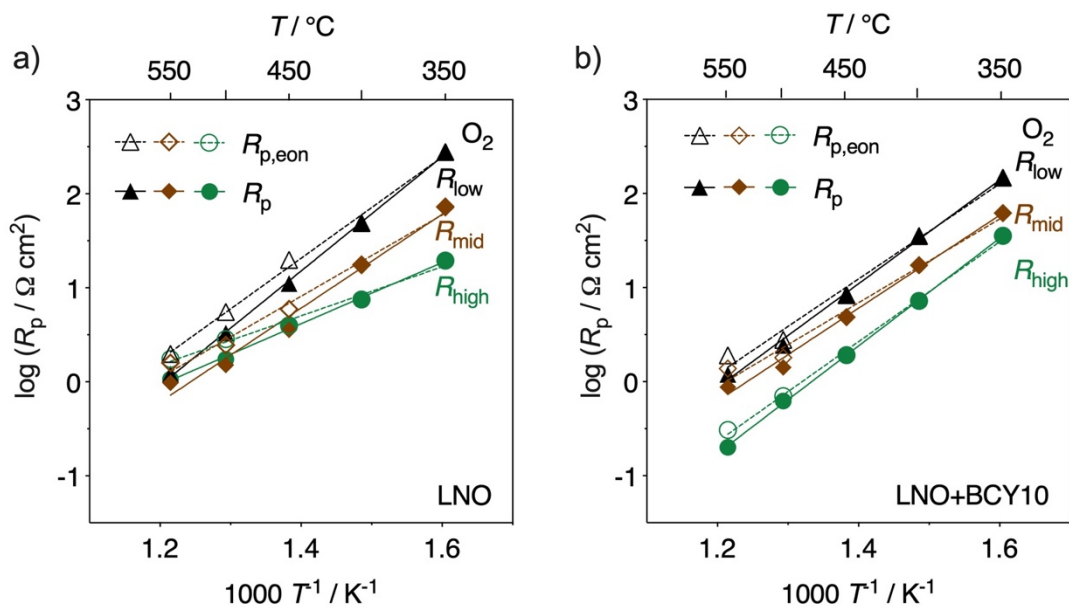 a)
T / °C
550
450
350
3
2
1
0
-1
log (Rp / Ω cm2)
Rp,eon
Rp
O2
Rlow
Rmid
Rhigh
LNO
1.2
1.4
1.6
1000 T-1 / K-1
b)
T / °C
550
450
350
3
2
1
0
-1
log (Rp / Ω cm2)
Rp,eon
Rp
O2
Rlow
Rmid
Rhigh
LNO+BCY10
1.2
1.4
1.6
1000 T-1 / K-1